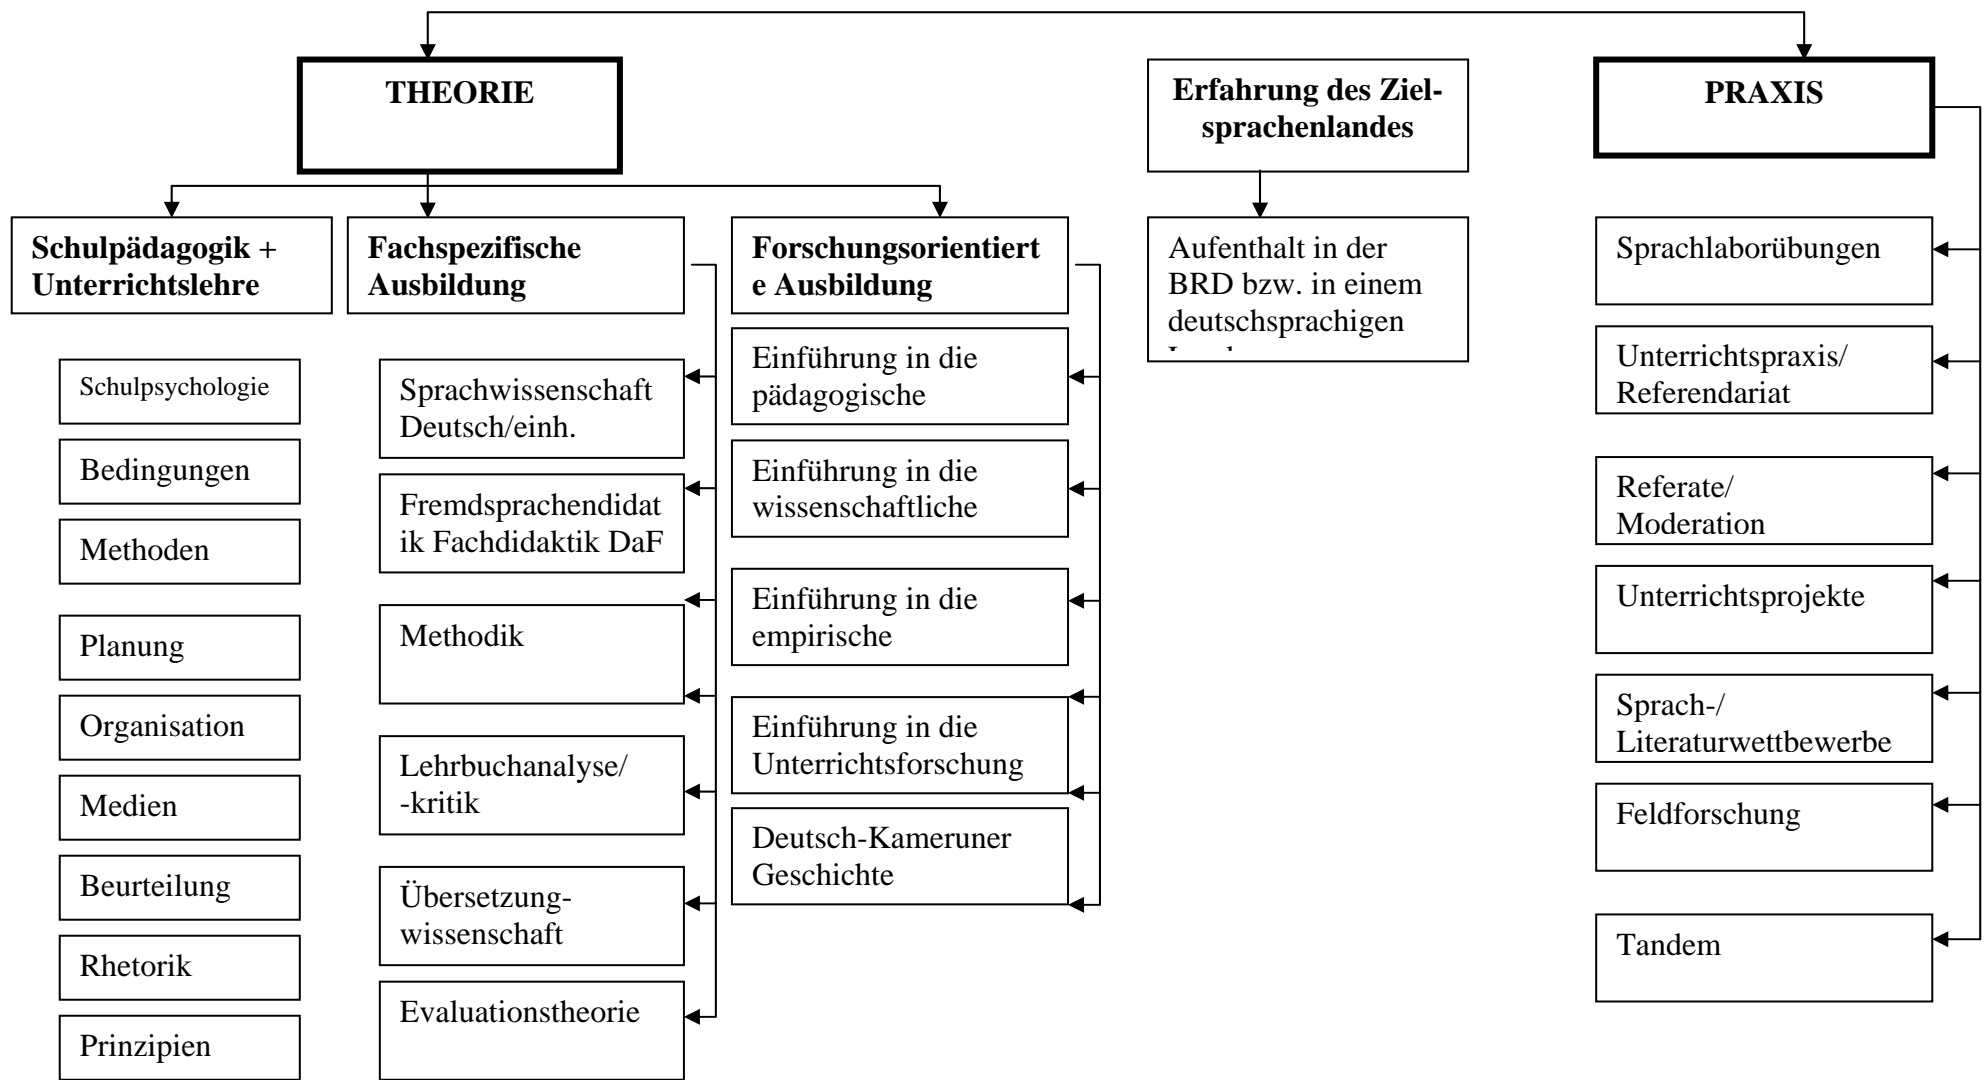 THEORIE
Erfahrung des Ziel-
sprachenlandes
PRAXIS
Schulpädagogik +
Unterrichtslehre
Fachspezifische
Ausbildung
Forschungsorientiert
e Ausbildung
Aufenthalt in der
BRD bzw. in einem
deutschsprachigen
Schulpsychologie
Bedingungen
Methoden
Planung
Organisation
Medien
Beurteilung
Rhetorik
Prinzipien
Sprachwissenschaft
Deutsch/einh.
Fremdsprachendidat
ik Fachdidaktik DaF
Methodik
Lehrbuchanalyse/
-kritik
Übersetzung-
wissenschaft
Evaluationstheorie
Einführung in die
pädagogische
Einführung in die
wissenschaftliche
Einführung in die
empirische
Einführung in die
Unterrichtsforschung
Deutsch-Kameruner
Geschichte
Sprachlaborübungen
Unterrichtspraxis/
Referendariat
Referate/
Moderation
Unterrichtsprojekte
Sprach-/
Literaturwettbewerbe
Feldforschung
Tandem